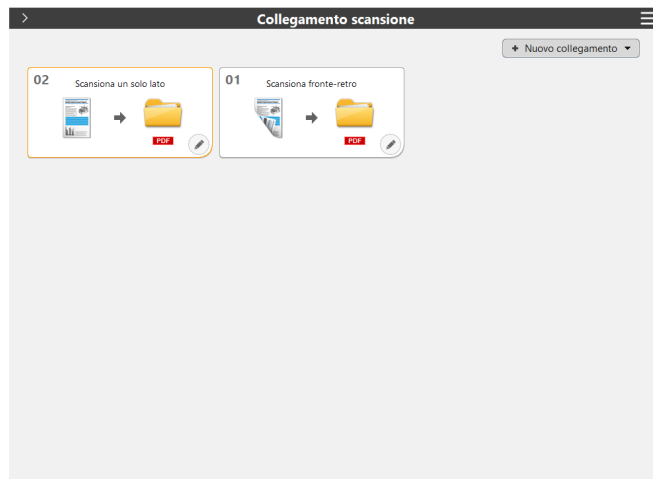 Collegamento scansione
+ Nuovo collegamento
02 Scansiona un solo lato
PDF
01 Scansiona fronte-retro
PDF